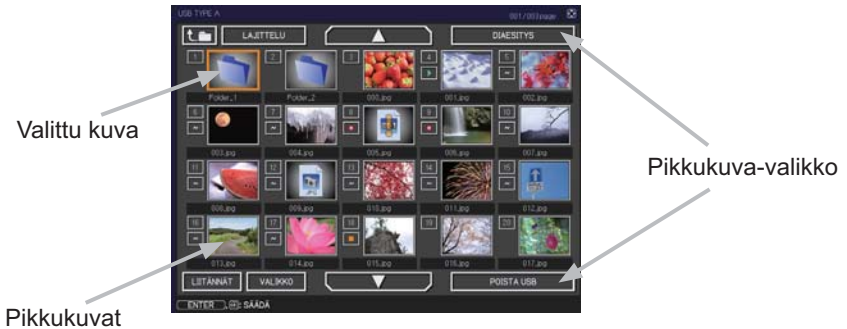 USB TYPE A 001/003page
LAJITTELU DIAESITYS
1 2 3 4 5
Folder_1 Folder_2 000.jpg 001.jpg 002.jpg
Valittu kuva
6 7 8 9 10
003.jpg 004.jpg 005.jpg 006.jpg 007.jpg
Pikkukuva-valikko
11 12 13 14 15
008.jpg 009.jpg 010.jpg 011.jpg 012.jpg
16 17 18 19 20
013.jpg 014.jpg 015.jpg 016.jpg 017.jpg
LIITÄNNÄT VALIKKO POISTA USB
ENTER , : SÄÄDÄ
Pikkukuvat